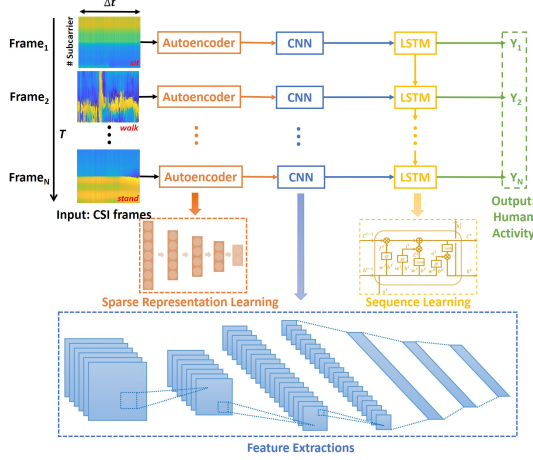 Δt
# Subcarrier
Frame1 Autoencoder CNN LSTM Y1
sit
Frame2 Autoencoder CNN LSTM Y2
walk
T
FrameN Autoencoder CNN LSTM YN
stand
Input: CSI frames
Output:
Human
Activity
Sparse Representation Learning
Sequence Learning
Feature Extractions